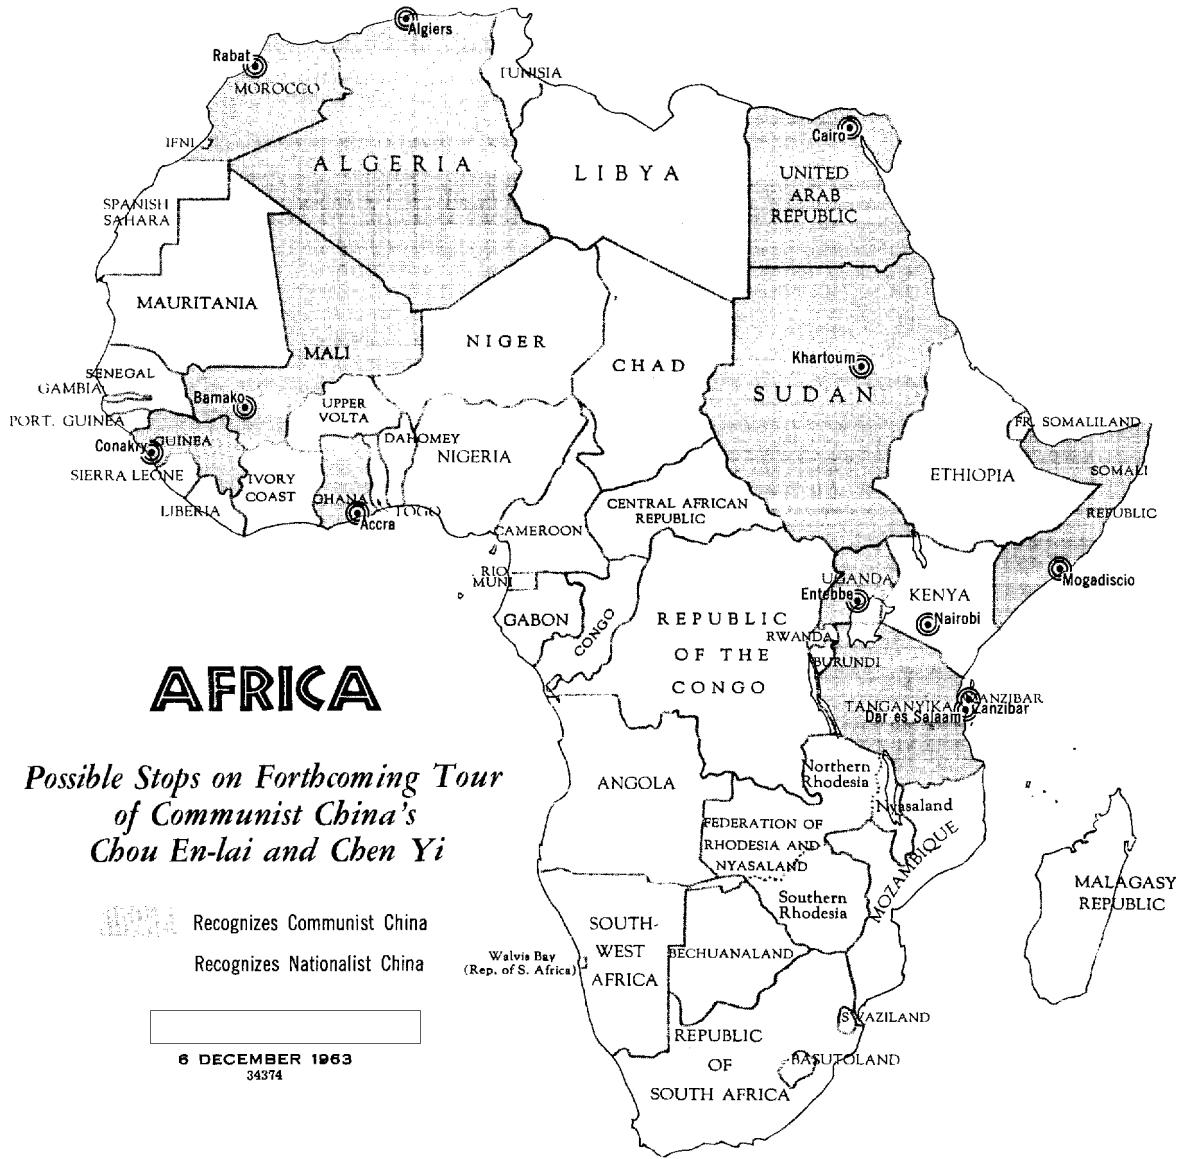 Algiers
Rabat
MOROCCO
TUNISIA
IFNI
ALGERIA
LIBYA
Cairo
UNITED
ARAB
REPUBLIC
SPANISH
SAHARA
MAURITANIA
MALI
NIGER
CHAD
Khartoum
SUDAN
SENEGAL
GAMBIA
Bamako
UPPER
VOLTA
PORT. GUINEA
FR. SOMALILAND
Conakry
GUINEA
DAHOMEY
NIGERIA
SIERRA LEONE
IVORY
COAST
ETHIOPIA
SOMALI
REPUBLIC
LIBERIA
GHANA
Accra
TOGO
CENTRAL AFRICAN
REPUBLIC
CAMEROON
RIO
MUNI
UGANDA
Entebbe
KENYA
Nairobi
Mogadiscio
GABON
CONGO
REPUBLIC
OF THE
CONGO
RWANDA
BURUNDI
TANGANYIKA
ZANZIBAR
Zanzibar
Dar es Salaam
AFRICA
Possible Stops on Forthcoming Tour
of Communist China's
Chou En-lai and Chen Yi
Recognizes Communist China
Recognizes Nationalist China
6 DECEMBER 1963
34374
ANGOLA
Northern
Rhodesia
Nyasaland
FEDERATION OF
RHODESIA AND
NYASALAND
MOZAMBIQUE
Southern
Rhodesia
MALAGASY
REPUBLIC
SOUTH-
WEST
AFRICA
Walvis Bay
(Rep. of S. Africa)
BECHUANALAND
SWAZILAND
REPUBLIC
OF
SOUTH AFRICA
BASUTOLAND